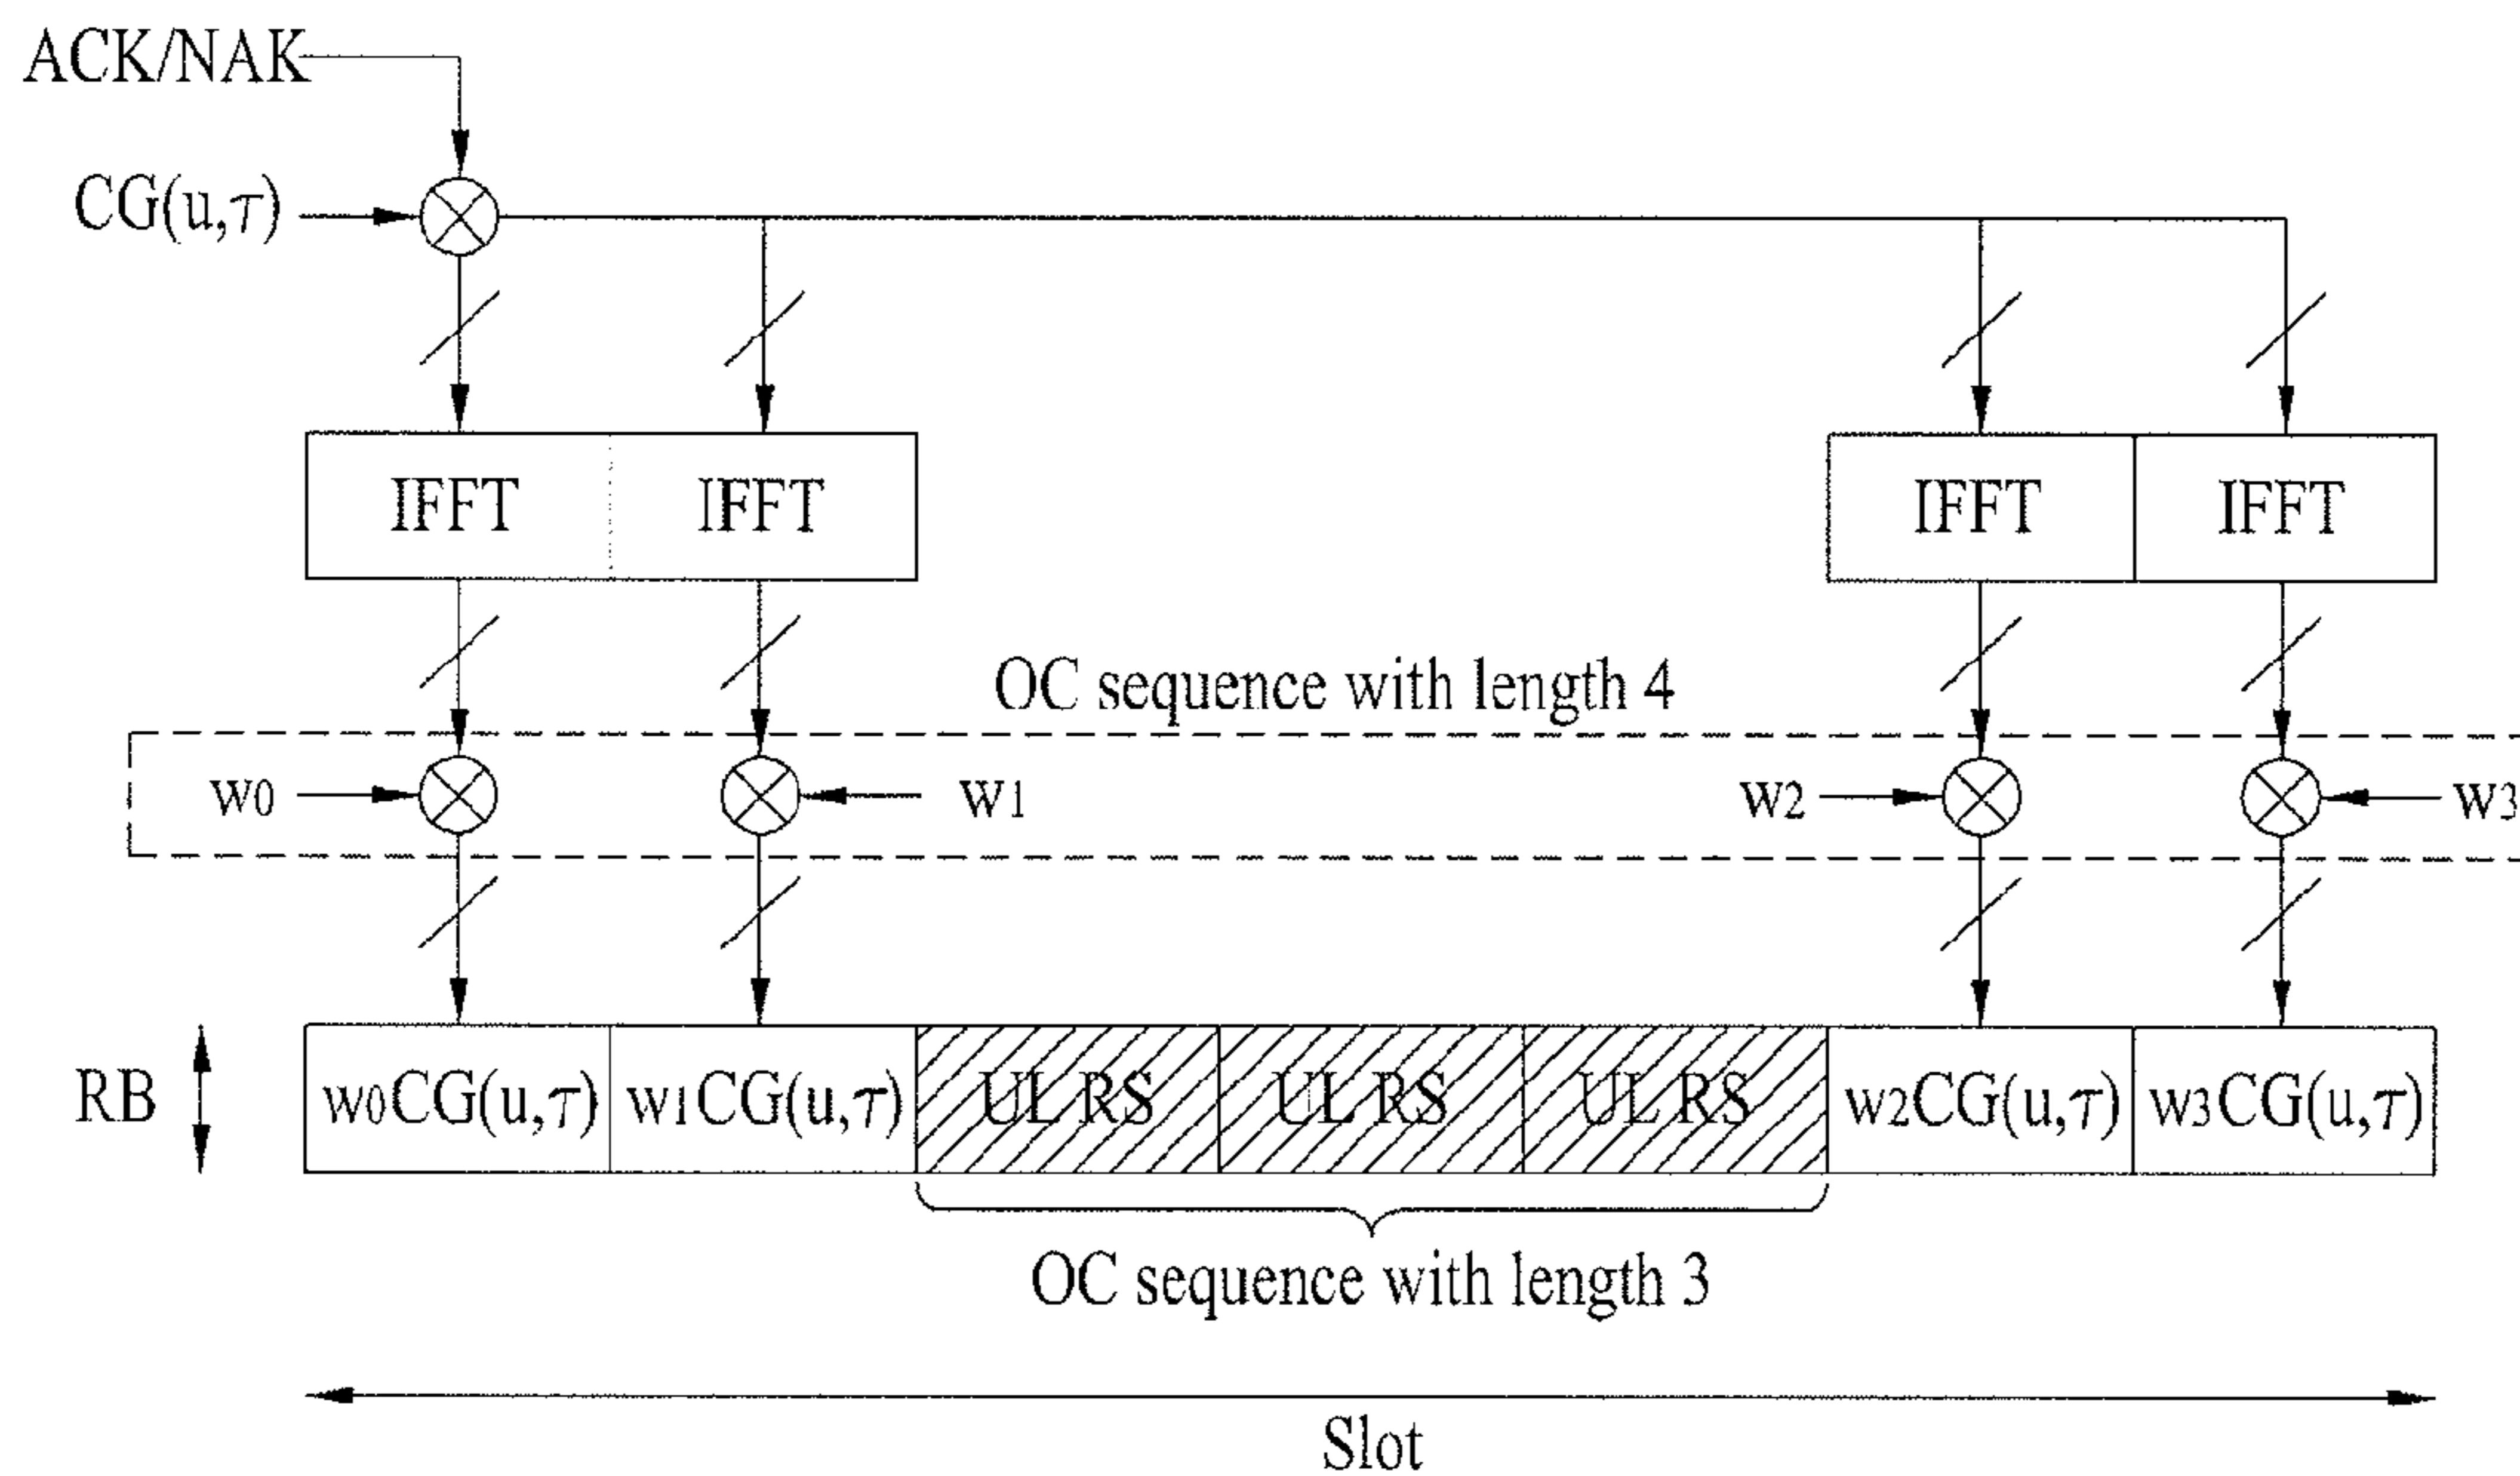 ACK/NAK
CG(u,τ)
IFFT IFFT IFFT IFFT
OC sequence with length 4
w0 w1 w2 w3
RB w0CG(u,τ) w1CG(u,τ) UL RS UL RS UL RS w2CG(u,τ) w3CG(u,τ)
OC sequence with length 3
Slot